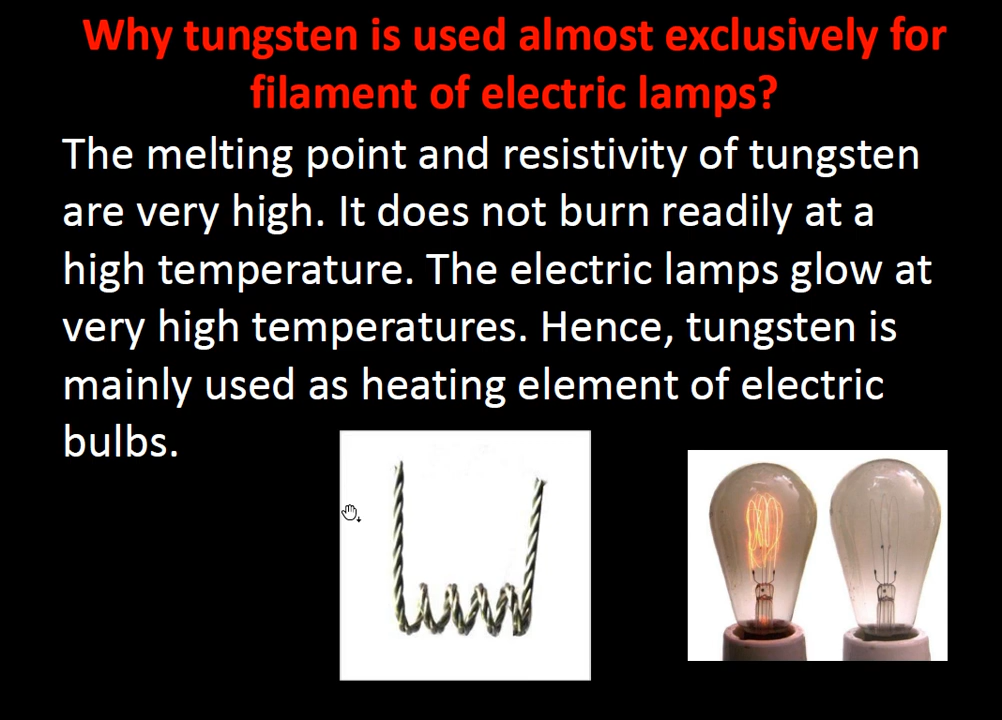 Why tungsten is used almost exclusively for
filament of electric lamps?
The melting point and resistivity of tungsten
are very high. It does not burn readily at a
high temperature. The electric lamps glow at
very high temperatures. Hence, tungsten is
mainly used as heating element of electric
bulbs.